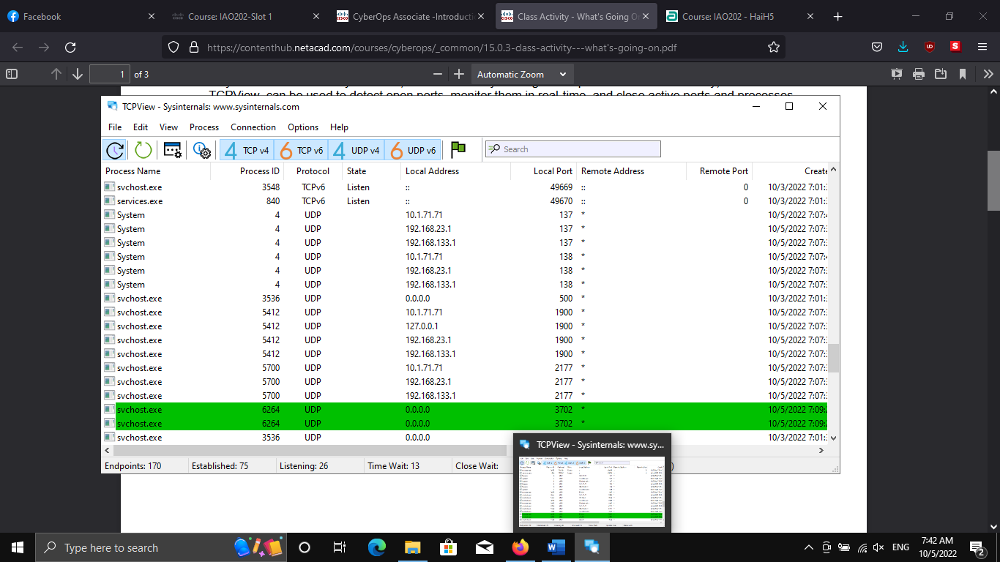 Facebook
Course: IAO202-Slot 1
CyberOps Associate -Introducti
Class Activity - What's Going O
Course: IAO202 - HaiH5
https://contenthub.netacad.com/courses/cyberops/_common/15.0.3-class-activity---what's-going-on.pdf
1 of 3
Automatic Zoom
TCPView, can be used to detect open ports, monitor them in real-time, and close active ports and processes
TCPView - Sysinternals: www.sysinternals.com
File Edit View Process Connection Options Help
4 TCP v4 6 TCP v6 4 UDP v4 6 UDP v6 Search
Process Name Process ID Protocol State Local Address Local Port Remote Address Remote Port Create
svchost.exe 3548 TCPv6 Listen :: 49669 :: 0 10/3/2022 7:01:
services.exe 840 TCPv6 Listen :: 49670 :: 0 10/3/2022 7:01:
System 4 UDP 10.1.71.71 137 * 10/5/2022 7:07:
System 4 UDP 192.168.23.1 137 * 10/5/2022 7:07:
System 4 UDP 192.168.133.1 137 * 10/5/2022 7:07:
System 4 UDP 10.1.71.71 138 * 10/5/2022 7:07:
System 4 UDP 192.168.23.1 138 * 10/5/2022 7:07:
System 4 UDP 192.168.133.1 138 * 10/5/2022 7:07:
svchost.exe 3536 UDP 0.0.0.0 500 * 10/3/2022 7:01:
svchost.exe 5412 UDP 10.1.71.71 1900 * 10/5/2022 7:07:
svchost.exe 5412 UDP 127.0.0.1 1900 * 10/5/2022 7:07:
svchost.exe 5412 UDP 192.168.23.1 1900 * 10/5/2022 7:07:
svchost.exe 5412 UDP 192.168.133.1 1900 * 10/5/2022 7:07:
svchost.exe 5700 UDP 10.1.71.71 2177 * 10/5/2022 7:07:
svchost.exe 5700 UDP 192.168.23.1 2177 * 10/5/2022 7:07:
svchost.exe 5700 UDP 192.168.133.1 2177 * 10/5/2022 7:07:
svchost.exe 6264 UDP 0.0.0.0 3702 * 10/5/2022 7:09:
svchost.exe 6264 UDP 0.0.0.0 3702 * 10/5/2022 7:09:
svchost.exe 3536 UDP 0.0.0.0 10/3/2022 7:01:
TCPView - Sysinternals: www.sy...
Endpoints: 170 Established: 75 Listening: 26 Time Wait: 13 Close Wait:
Type here to search
ENG
7:42 AM
10/5/2022
2